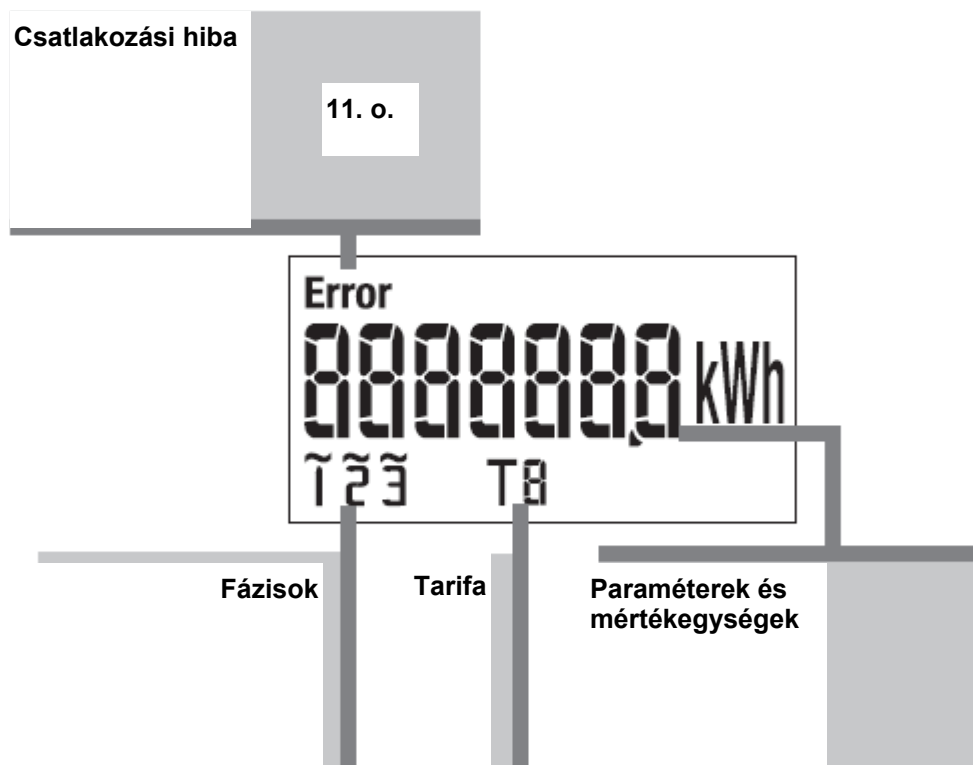 Csatlakozási hiba
11. o.
Error
8888888.8 kWh
1̃ 2̃ 3̃ T8
Fázisok
Tarifa
Paraméterek és
mértékegységek